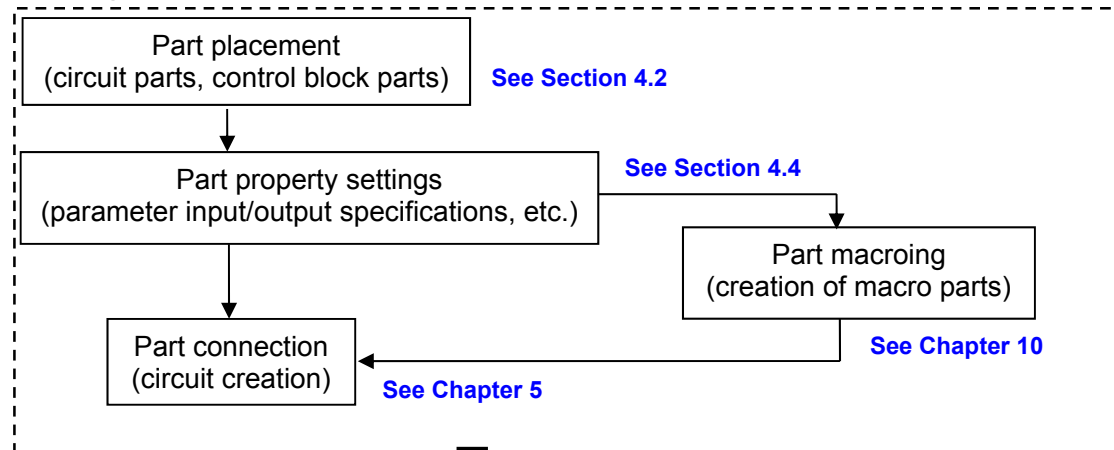 Part placement
(circuit parts, control block parts)
See Section 4.2
Part property settings
(parameter input/output specifications, etc.)
See Section 4.4
Part macroing
(creation of macro parts)
See Chapter 10
Part connection
(circuit creation)
See Chapter 5